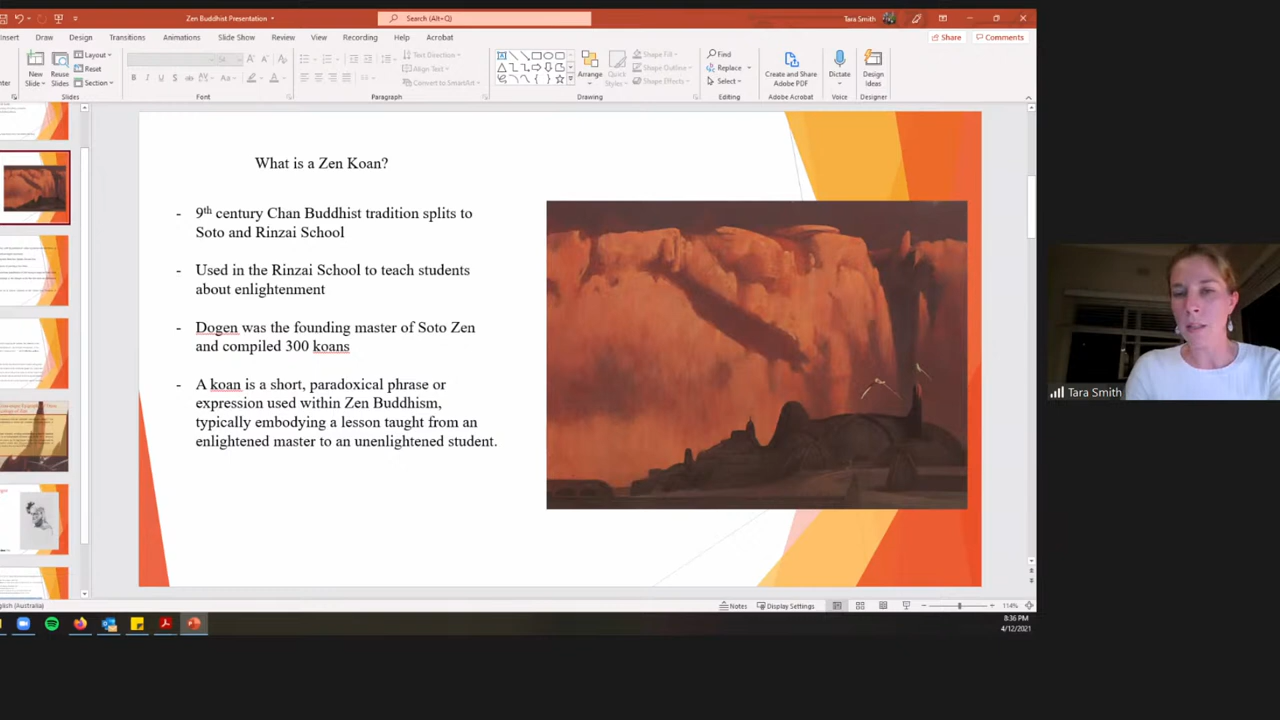 Zen Buddhist Presentation
Search (Alt+Q)
Tara Smith
Insert Draw Design Transitions Animations Slide Show Review View Recording Help Acrobat
Share Comments
New
Slide
Reuse
Slides
Layout
Reset
Section
Text Direction
Align Text
Convert to SmartArt
Arrange
Quick
Styles
Shape Fill
Shape Outline
Shape Effects
Find
Replace
Select
Create and Share
Adobe PDF
Dictate
Design
Ideas
Slides Font Paragraph Drawing Editing Adobe Acrobat Voice Designer
What is a Zen Koan?
- 9th century Chan Buddhist tradition splits to
Soto and Rinzai School
- Used in the Rinzai School to teach students
about enlightenment
- Dogen was the founding master of Soto Zen
and compiled 300 koans
- A koan is a short, paradoxical phrase or
expression used within Zen Buddhism,
typically embodying a lesson taught from an
enlightened master to an unenlightened student.
Tara Smith
English (Australia)
Notes Display Settings 114%
8:36 PM
4/12/2021